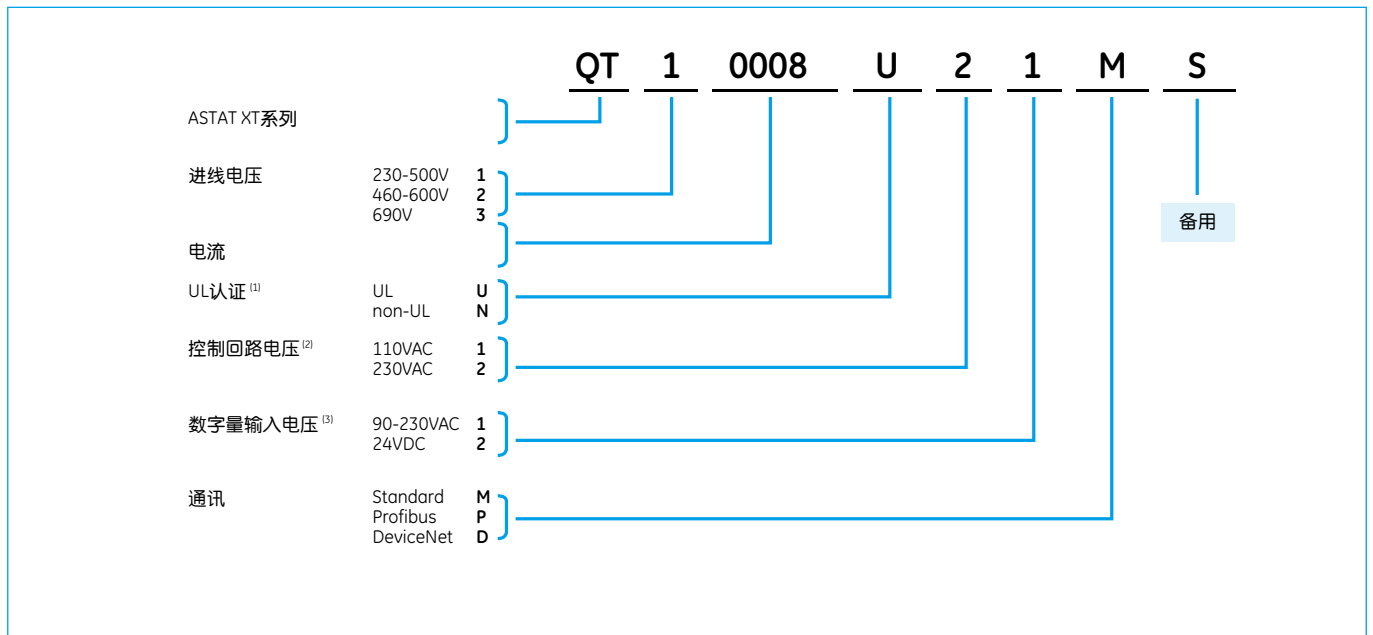 QT 1 0008 U 2 1 M S
ASTAT XT系列
进线电压 230-500V 1
460-600V 2
690V 3
备用
电流
UL认证 (1) UL U
non-UL N
控制回路电压 (2) 110VAC 1
230VAC 2
数字量输入电压 (3) 90-230VAC 1
24VDC 2
通讯 Standard M
Profibus P
DeviceNet D